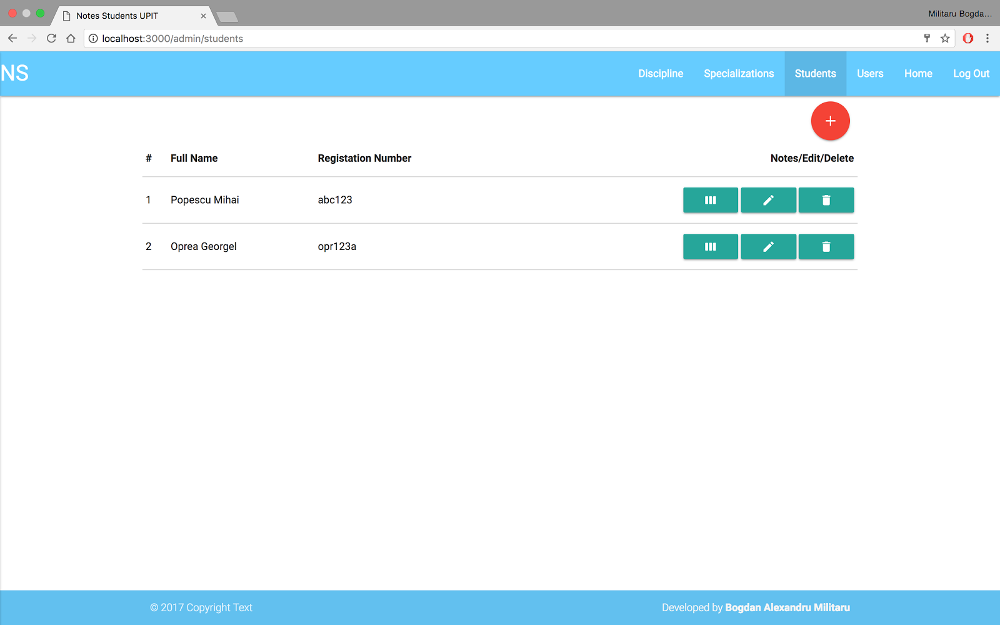 Notes Students UPIT
Militaru Bogda...
localhost:3000/admin/students
NS
Discipline Specializations Students Users Home Log Out
+
# Full Name Registation Number Notes/Edit/Delete
1 Popescu Mihai abc123
2 Oprea Georgel opr123a
© 2017 Copyright Text Developed by Bogdan Alexandru Militaru